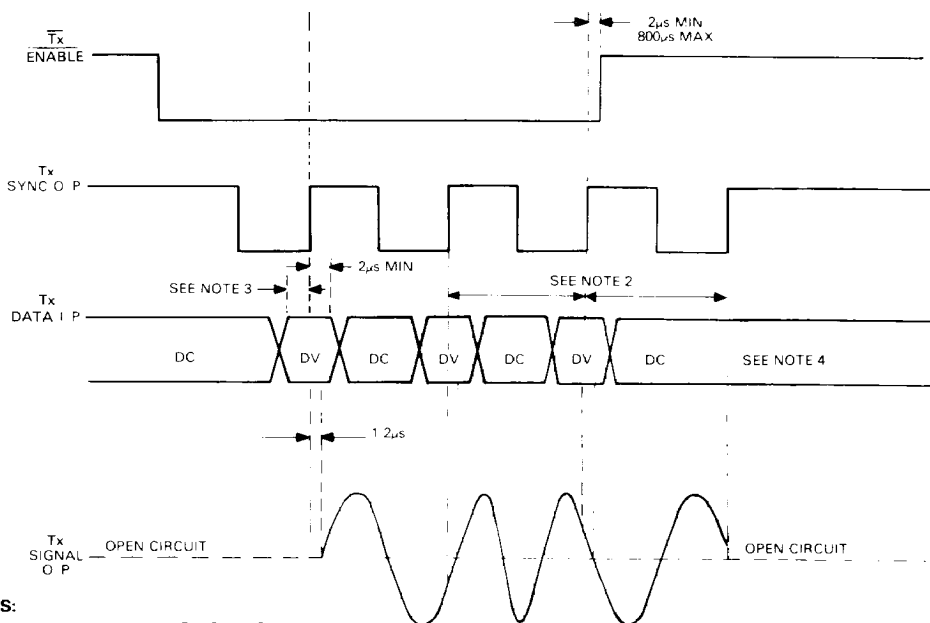 2μs MIN
800μs MAX
Tx
ENABLE
Tx
SYNC O P
2μs MIN
SEE NOTE 3
SEE NOTE 2
Tx
DATA I P
DC
DV
DC
DV
DC
DV
DC
SEE NOTE 4
1 2μs
Tx
SIGNAL
O P
OPEN CIRCUIT
OPEN CIRCUIT
S: